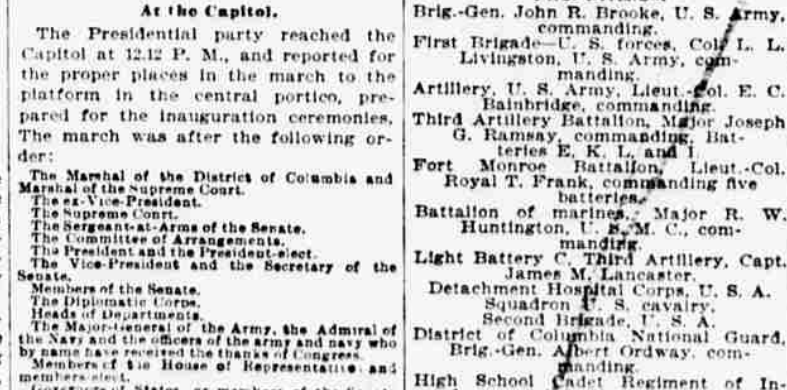 At the Capitol.
The Presidential party reached the
Capitol at 12.12 P. M., and reported for
the proper places in the march to the
platform in the central portico, pre-
pared for the inauguration ceremonies.
The march was after the following or-
der:
The Marshal of the District of Columbia and
Marshal of the Supreme Court.
The ex-Vice-President.
The Supreme Court.
The Sergeant-at-Arms of the Senate.
The Committee of Arrangements.
The President and the President-elect.
The Vice-President and the Secretary of the
Senate.
Members of the Senate.
The Diplomatic Corps.
Heads of Departments.
The Major-General of the Army, the Admiral of
the Navy and the officers of the army and navy who
by name have received the thanks of Congress.
Members of the House of Representative and
members-elect.
Brig.-Gen. John R. Brooke, U. S. Army,
commanding.
First Brigade—U. S. forces, Col. L. L.
Livingston, U. S. Army, com-
manding.
Artillery, U. S. Army, Lieut.-Col. E. C.
Bainbridge, commanding.
Third Artillery Battalion, Major Joseph
G. Ramsay, commanding, Bat-
teries E, K, L, and I
Fort Monroe Battalion, Lieut.-Col.
Royal T. Frank, commanding five
batteries.
Battalion of marines, Major R. W.
Huntington, U. S. M. C., com-
manding.
Light Battery C, Third Artillery, Capt.
James M. Lancaster.
Detachment Hospital Corps, U. S. A.
Squadron U. S. cavalry,
Second Brigade, U. S. A.
District of Columbia National Guard,
Brig.-Gen. Albert Ordway, com-
manding.
High School Cadet Regiment of In-